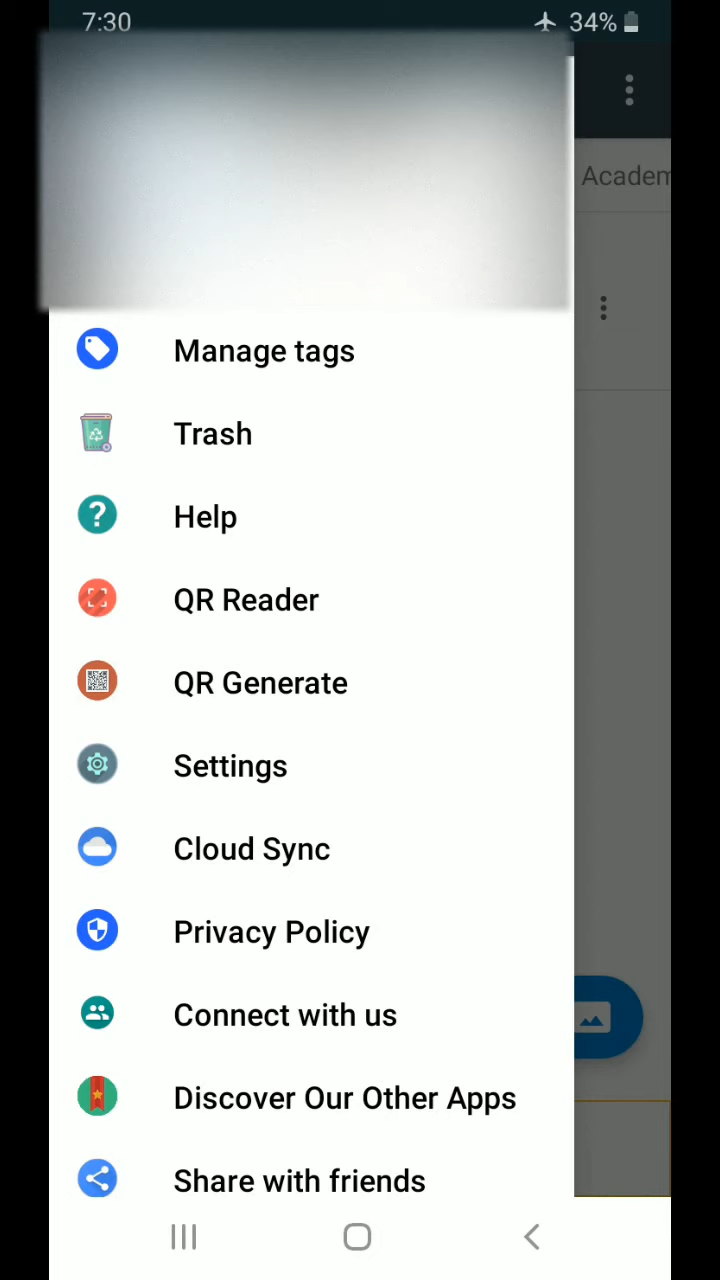 7:30
34%
Academ
Manage tags
Trash
Help
QR Reader
QR Generate
Settings
Cloud Sync
Privacy Policy
Connect with us
Discover Our Other Apps
Share with friends